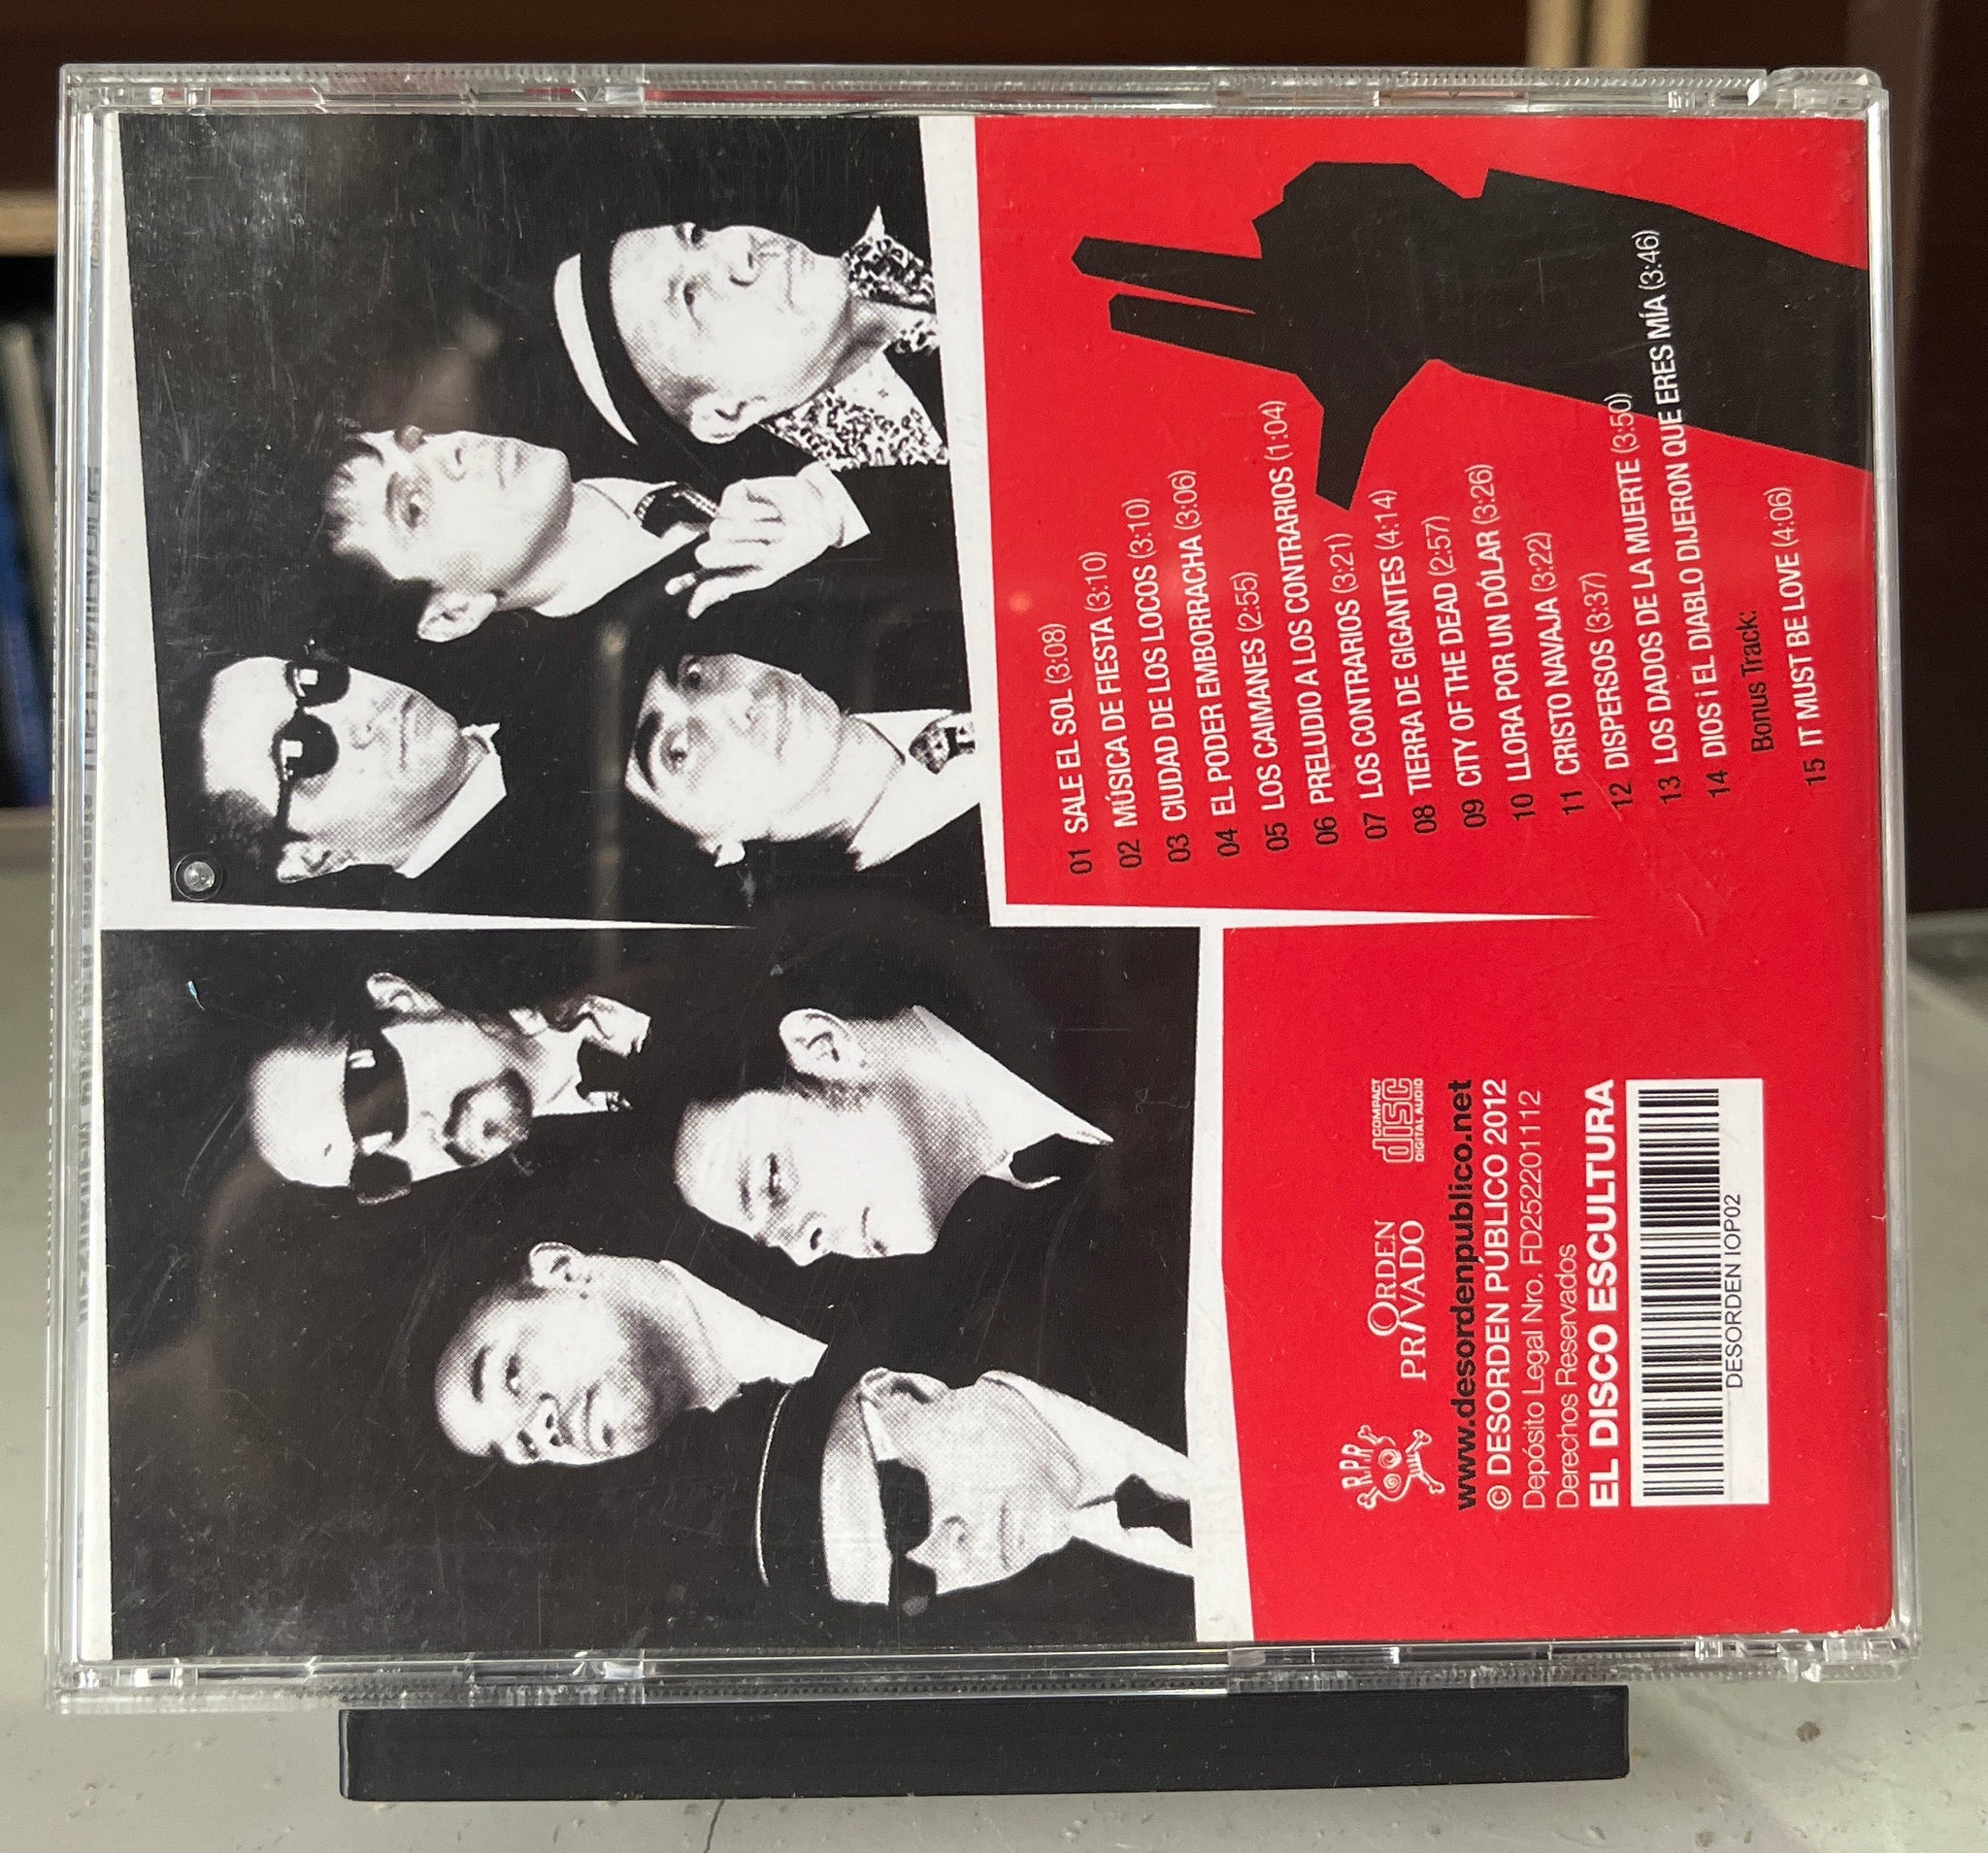 01 SALE EL SOL (3:08)
02 MÚSICA DE FIESTA (3:10)
03 CIUDAD DE LOS LOCOS (3:10)
04 EL PODER EMBORRACHA (3:06)
05 LOS CAIMANES (2:55)
06 PRELUDIO A LOS CONTRARIOS (1:04)
07 LOS CONTRARIOS (3:21)
08 TIERRA DE GIGANTES (4:14)
09 CITY OF THE DEAD (2:57)
10 LLORA POR UN DÓLAR (3:26)
11 CRISTO NAVAJA (3:22)
12 DISPERSOS (3:37)
13 LOS DADOS DE LA MUERTE (3:50)
14 DIOS i EL DIABLO DIJERON QUE ERES MÍA (3:46)
Bonus Track:
15 IT MUST BE LOVE (4:06)
R.P.R
ORDEN
PRIVADO
COMPACT
disc
DIGITAL AUDIO
www.desordenpublico.net
© DESORDEN PÚBLICO 2012
Depósito Legal Nro. FD252201112
Derechos Reservados
EL DISCO ESCULTURA
DESORDEN IOP02